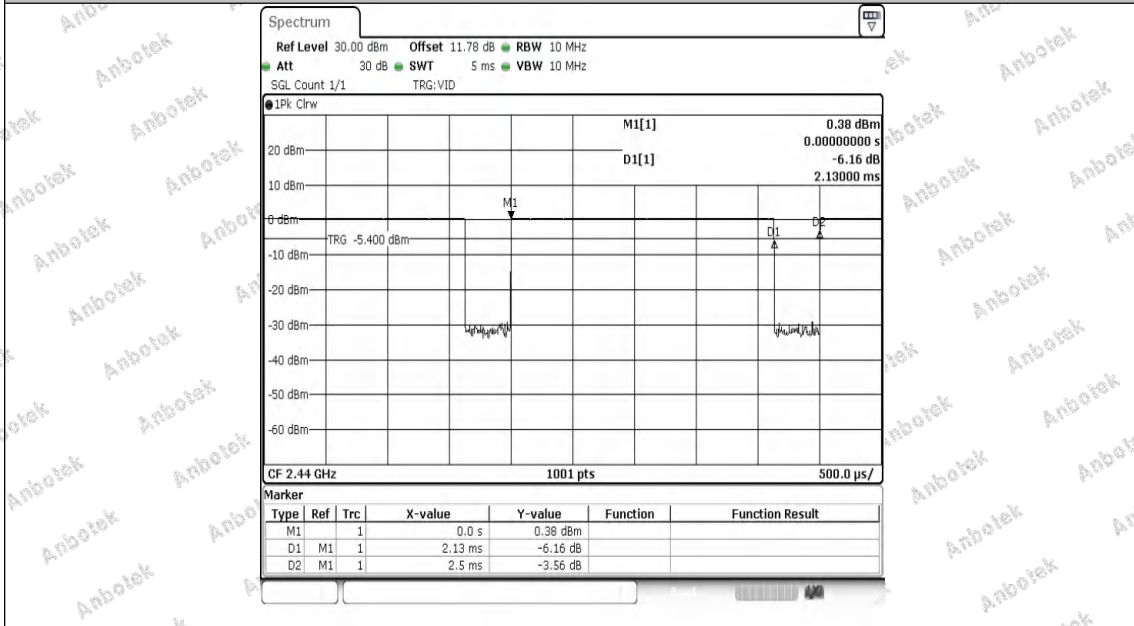 Spectrum
Ref Level 30.00 dBm Offset 11.78 dB RBW 10 MHz
Att 30 dB SWT 5 ms VBW 10 MHz
SGL Count 1/1 TRG:VID
1Pk Clrw
M1[1] 0.38 dBm
0.00000000 s
D1[1] -6.16 dB
2.13000 ms
20 dBm
10 dBm
M1
0 dBm
D1
D2
TRG -5.400 dBm
-10 dBm
-20 dBm
-30 dBm
-40 dBm
-50 dBm
-60 dBm
CF 2.44 GHz 1001 pts 500.0 µs/
Marker
Type Ref Trc X-value Y-value Function Function Result
M1 1 0.0 s 0.38 dBm
D1 M1 1 2.13 ms -6.16 dB
D2 M1 1 2.5 ms -3.56 dB
Anbotek